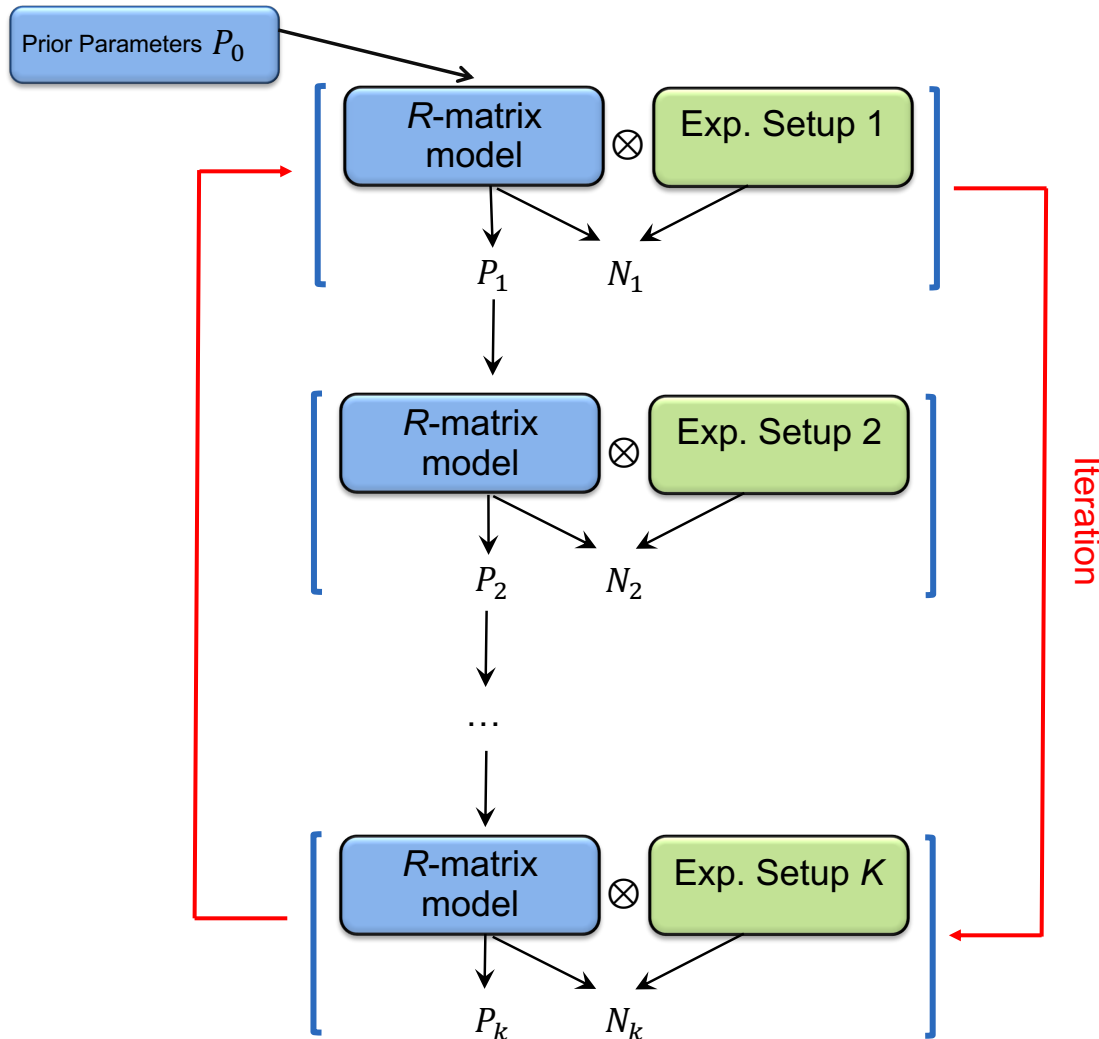 Prior Parameters P₀
R-matrix
model
⊗
Exp. Setup 1
P₁
N₁
R-matrix
model
⊗
Exp. Setup 2
P₂
N₂
Iteration
...
R-matrix
model
⊗
Exp. Setup K
Pₖ
Nₖ